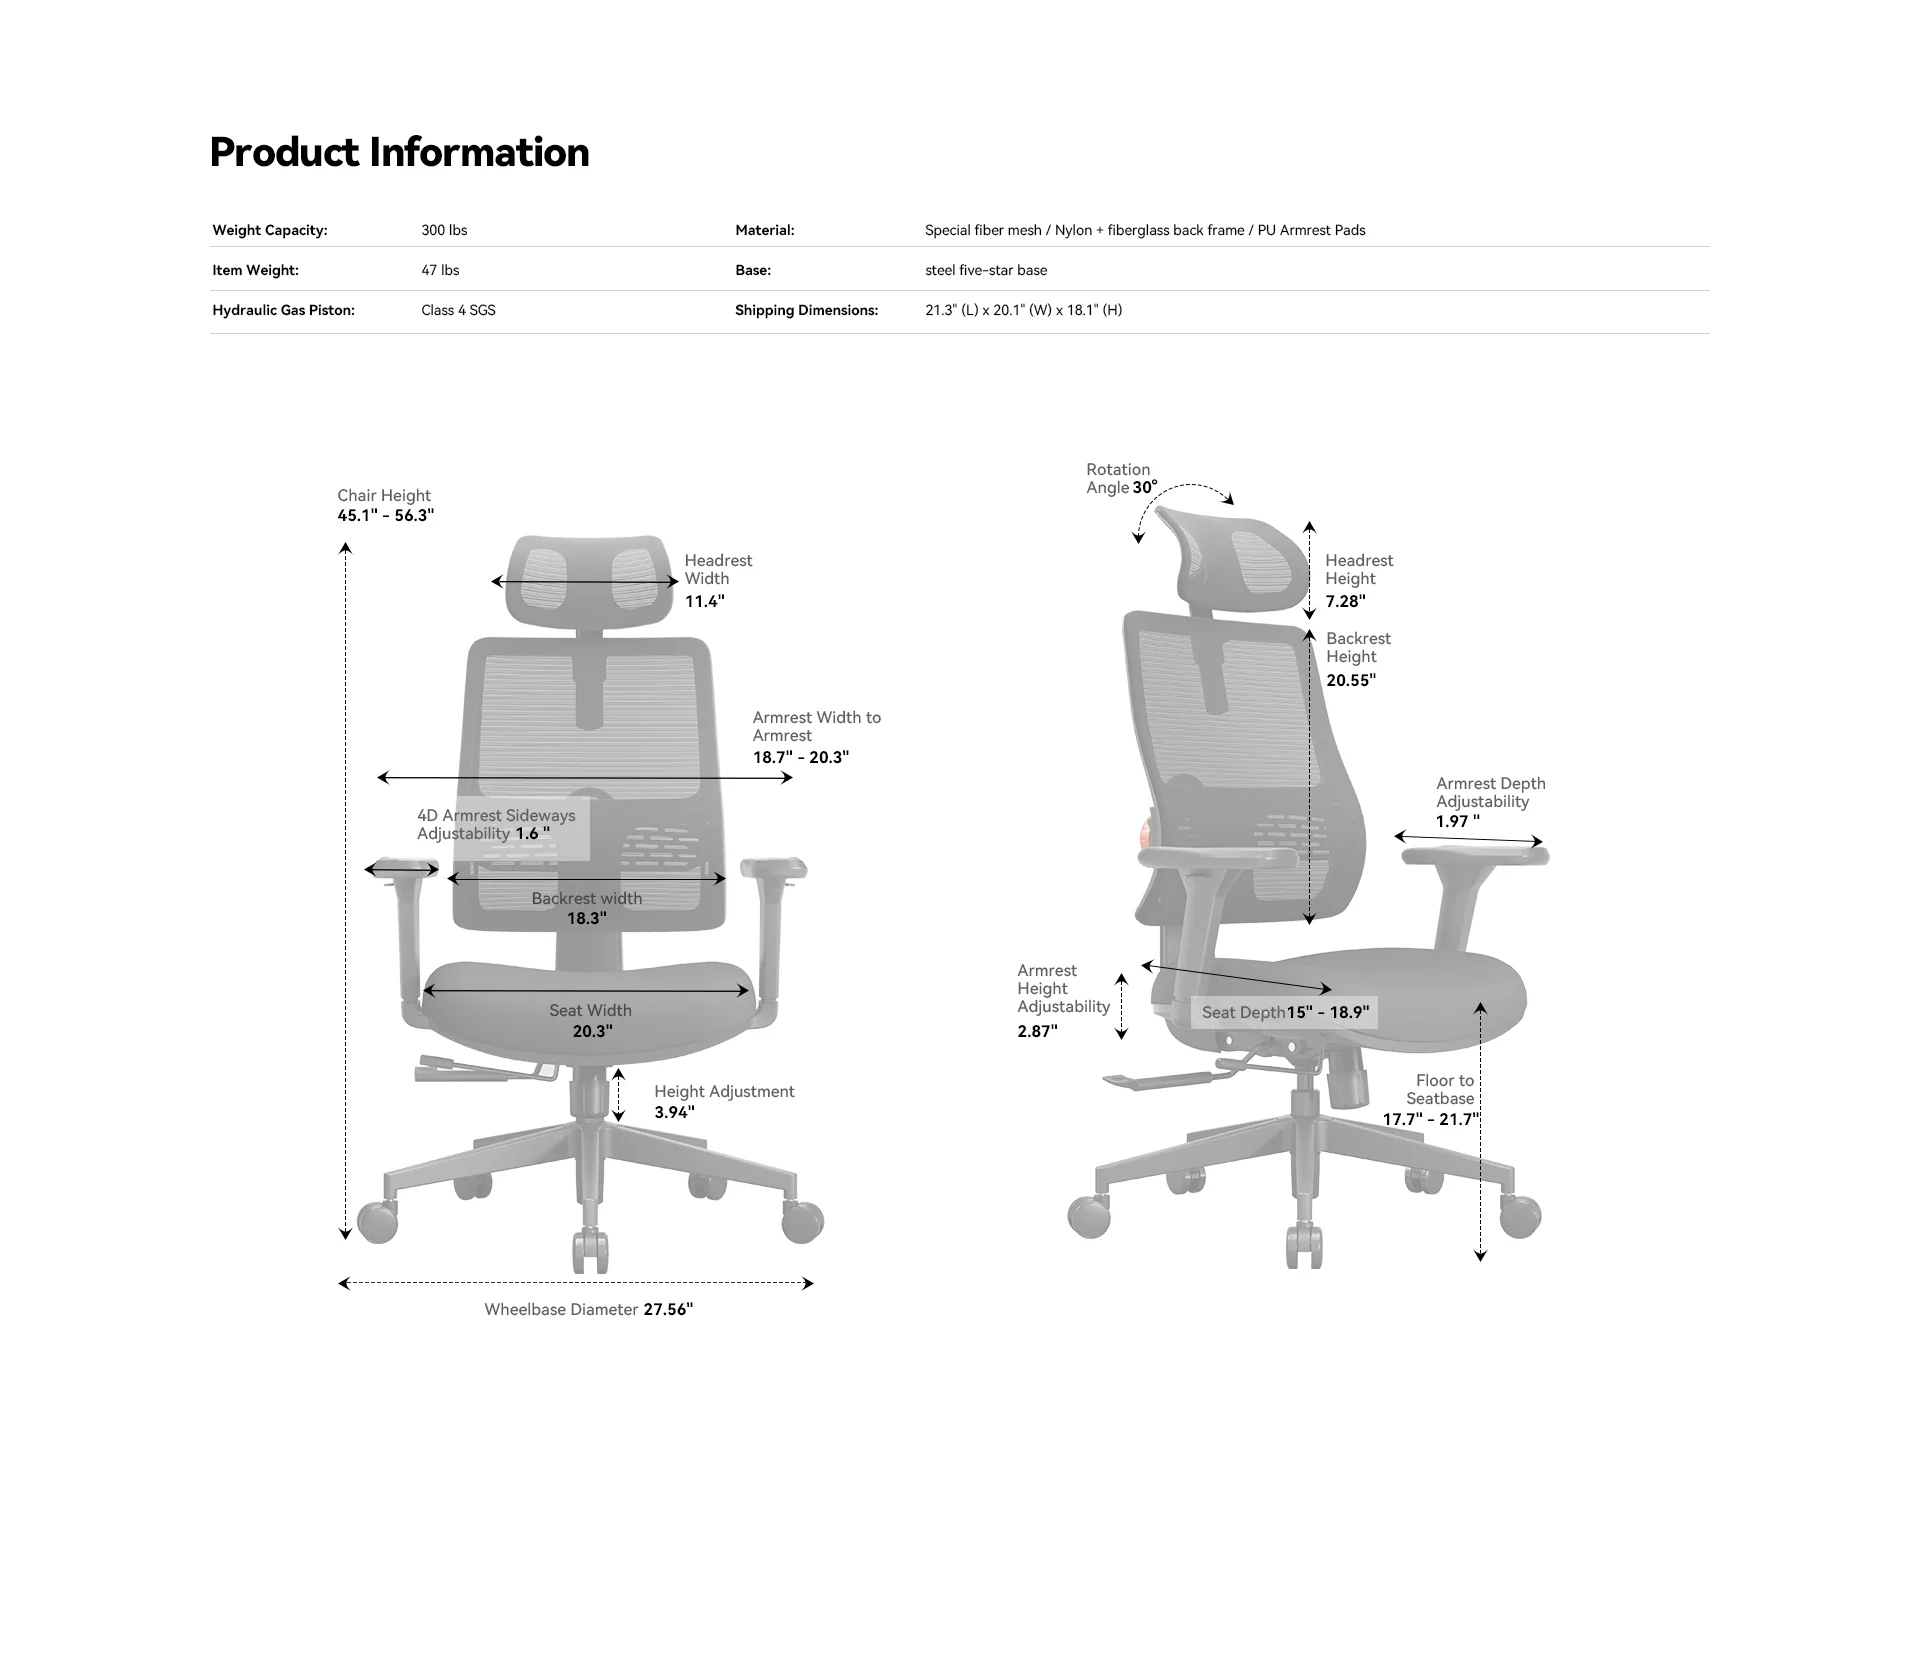 Product Information
Weight Capacity: 300 lbs Material: Special fiber mesh / Nylon + fiberglass back frame / PU Armrest Pads
Item Weight: 47 lbs Base: steel five-star base
Hydraulic Gas Piston: Class 4 SGS Shipping Dimensions: 21.3" (L) x 20.1" (W) x 18.1" (H)
Chair Height
45.1" - 56.3"
Headrest
Width
11.4"
Armrest Width to
Armrest
18.7" - 20.3"
4D Armrest Sideways
Adjustability 1.6 "
Backrest width
18.3"
Seat Width
20.3"
Height Adjustment
3.94"
Wheelbase Diameter 27.56"
Rotation
Angle 30°
Headrest
Height
7.28"
Backrest
Height
20.55"
Armrest Depth
Adjustability
1.97 "
Armrest
Height
Adjustability
2.87"
Seat Depth 15" - 18.9"
Floor to
Seatbase
17.7" - 21.7"